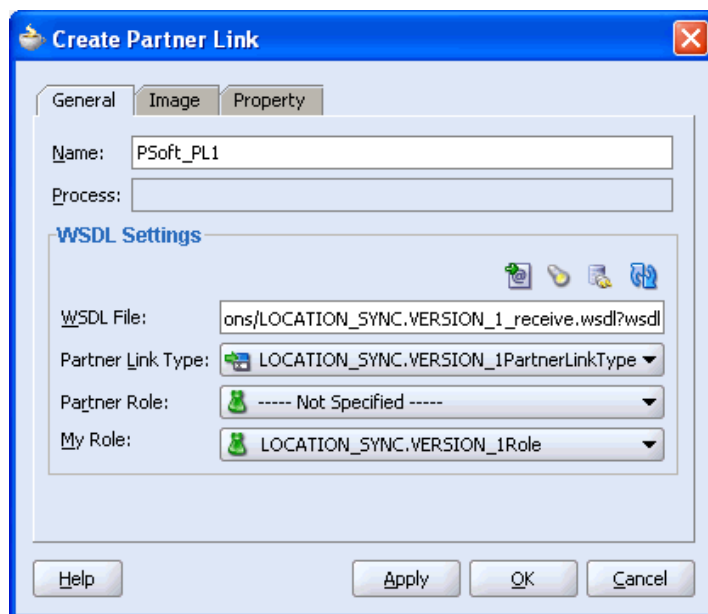 Create Partner Link
General Image Property
Name: PSoft_PL1
Process:
WSDL Settings
WSDL File: ons/LOCATION_SYNC.VERSION_1_receive.wsdl?wsdl
Partner Link Type: LOCATION_SYNC.VERSION_1PartnerLinkType
Partner Role: ----- Not Specified -----
My Role: LOCATION_SYNC.VERSION_1Role
Help Apply OK Cancel